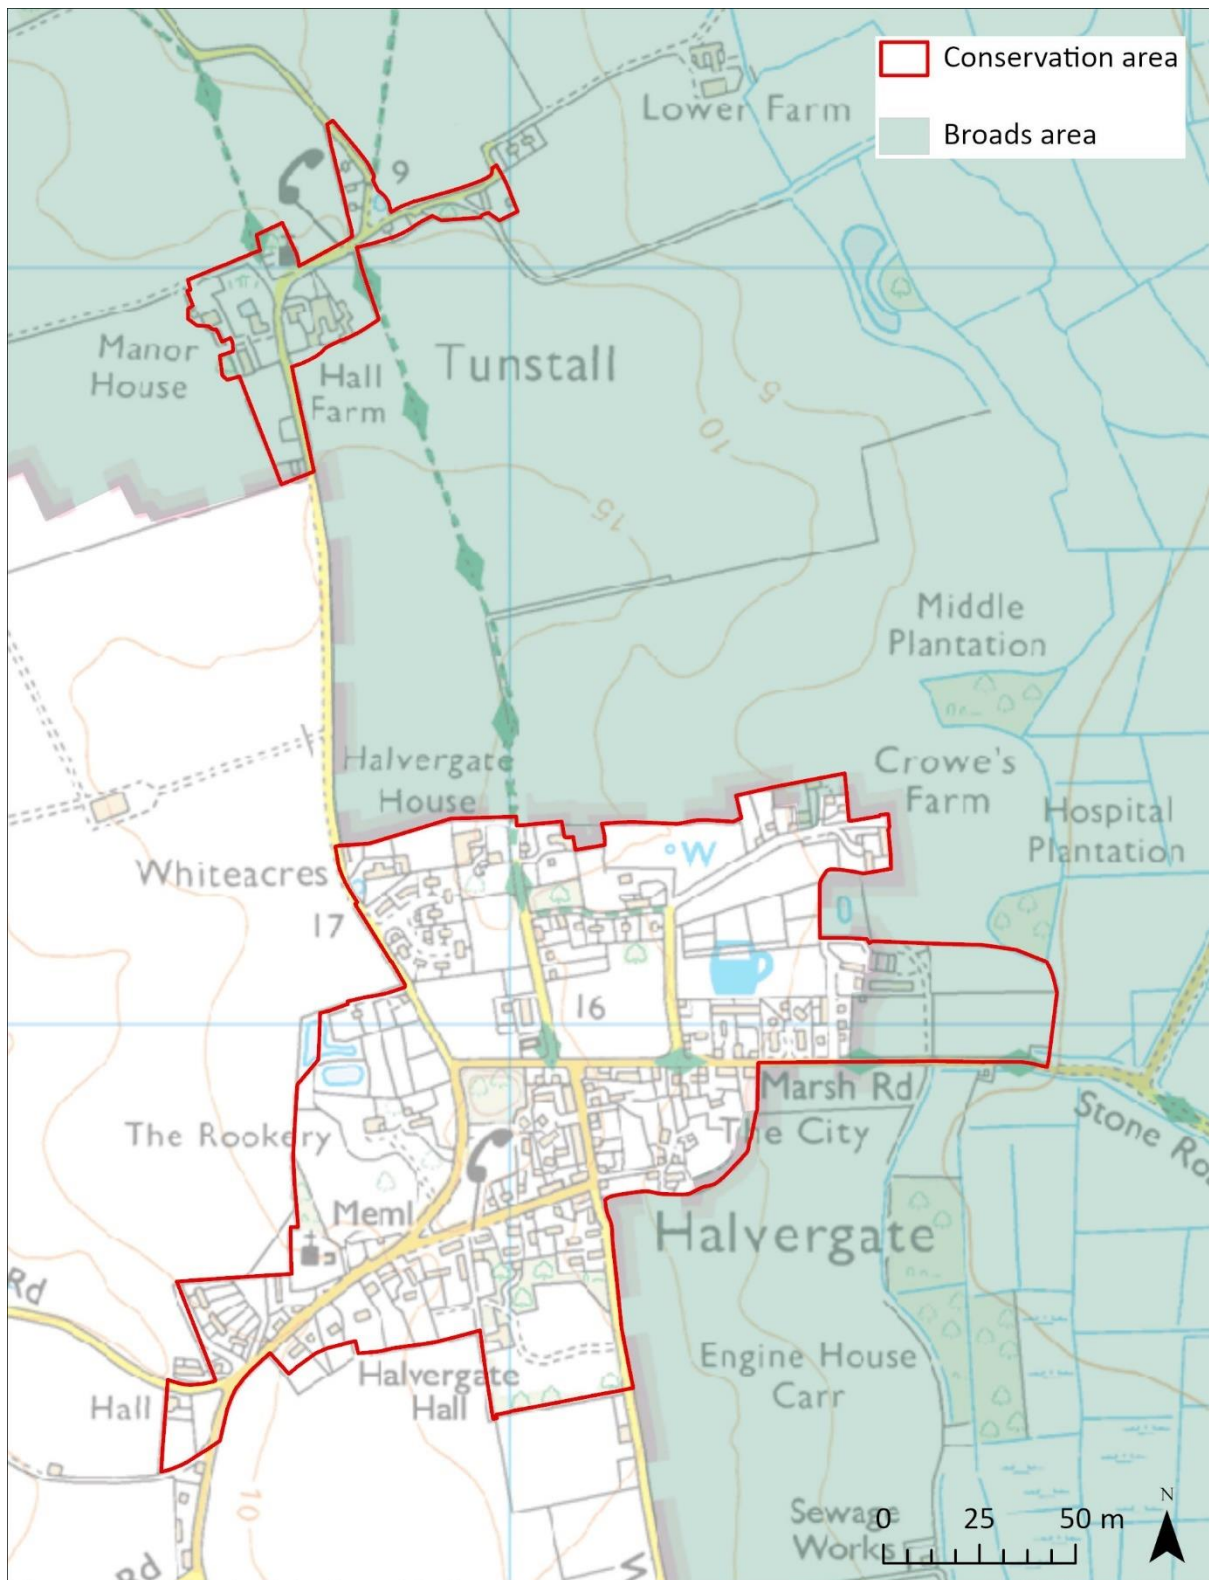 Conservation area
Broads area
Lower Farm
9
Manor
House
Hall
Farm
Tunstall
5
10
15
Middle
Plantation
Halvergate
House
Crowe's
Farm
Hospital
Plantation
W
Whiteacres
17
16
Marsh Rd
The City
Stone Ro
The Rookery
Meml
Halvergate
Rd
Engine House
Carr
Halvergate
Hall
Hall
10
Sewage
Works
Rd
W
0 25 50 m
N